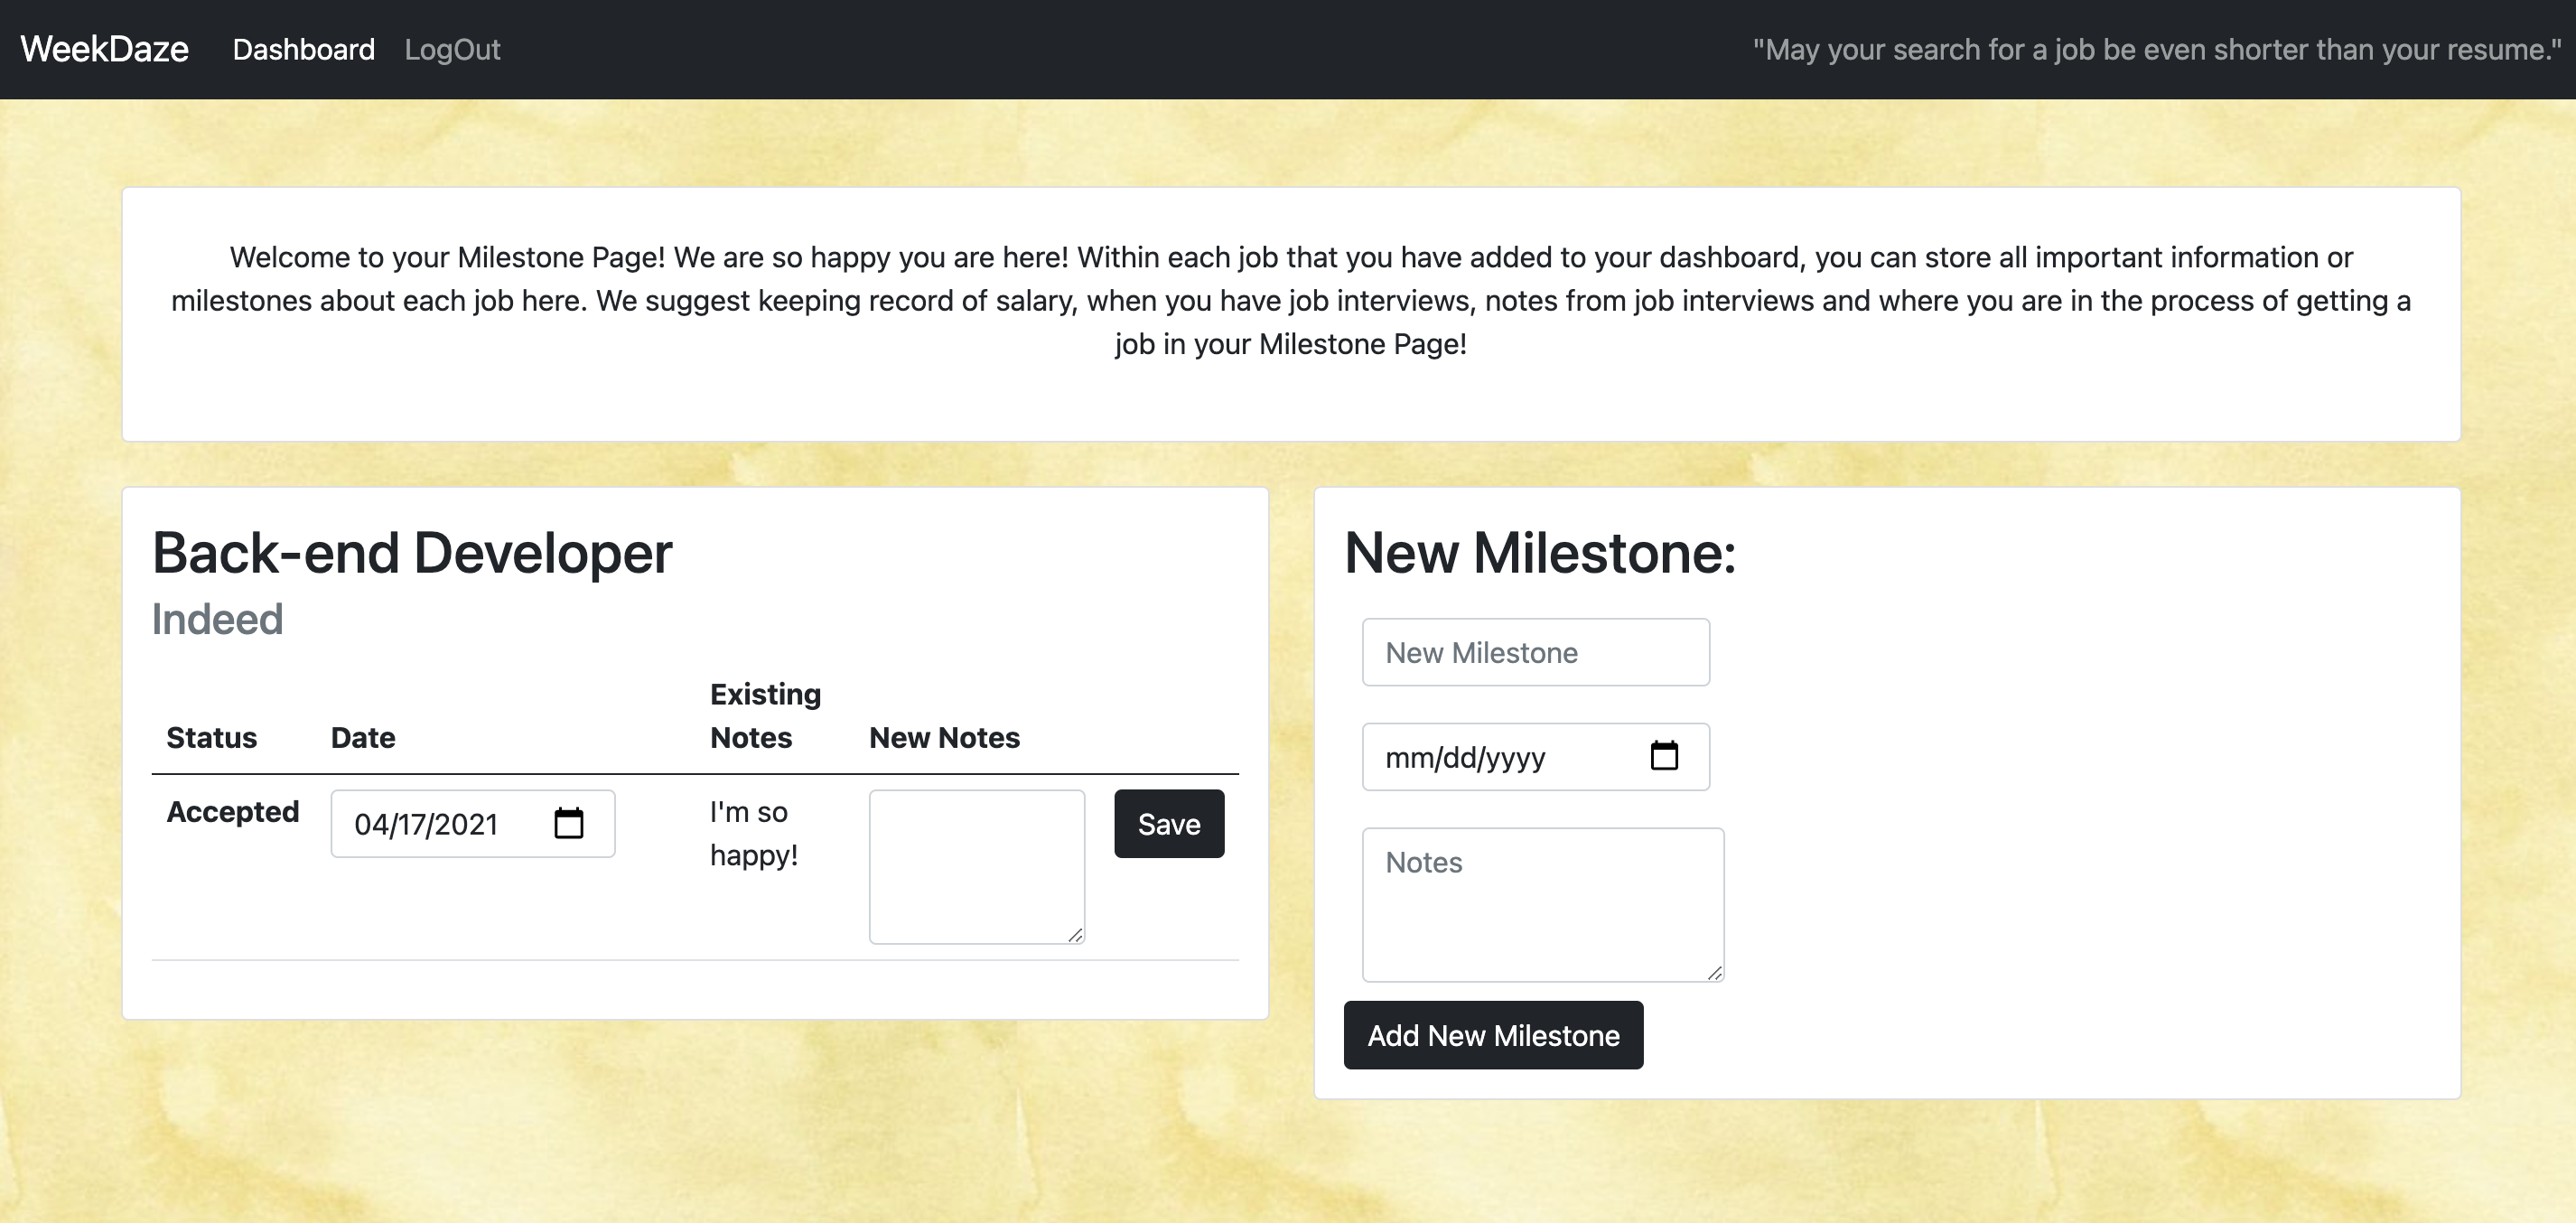 WeekDaze Dashboard LogOut "May your search for a job be even shorter than your resume."
Welcome to your Milestone Page! We are so happy you are here! Within each job that you have added to your dashboard, you can store all important information or
milestones about each job here. We suggest keeping record of salary, when you have job interviews, notes from job interviews and where you are in the process of getting a
job in your Milestone Page!
Back-end Developer
Indeed
Status Date Existing Notes New Notes
Accepted 04/17/2021 I'm so happy! Save
New Milestone:
New Milestone
mm/dd/yyyy
Notes
Add New Milestone